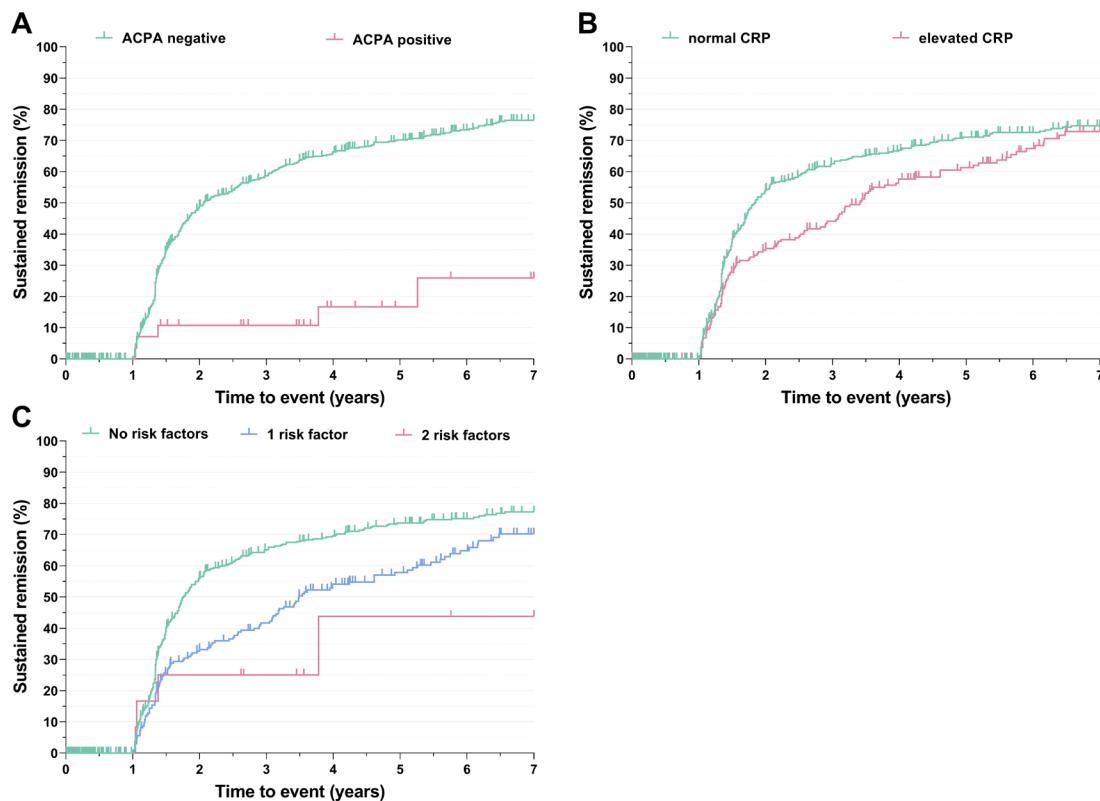 A
ACPA negative
ACPA positive
100
90
80
70
60
50
40
30
20
10
0
Sustained remission (%)
0 1 2 3 4 5 6 7
Time to event (years)
B
normal CRP
elevated CRP
100
90
80
70
60
50
40
30
20
10
0
Sustained remission (%)
0 1 2 3 4 5 6 7
Time to event (years)
C
No risk factors
1 risk factor
2 risk factors
100
90
80
70
60
50
40
30
20
10
0
Sustained remission (%)
0 1 2 3 4 5 6 7
Time to event (years)